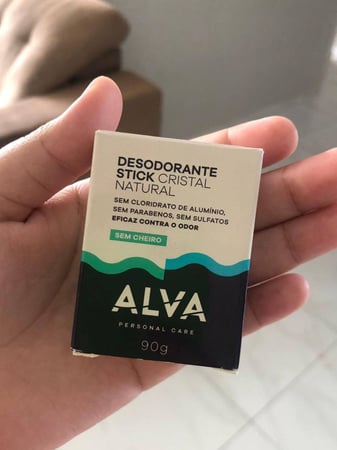 DESODORANTE
STICK CRISTAL
NATURAL
SEM CLORIDRATO DE ALUMÍNIO,
SEM PARABENOS, SEM SULFATOS
EFICAZ CONTRA O ODOR
SEM CHEIRO
ALVA
PERSONAL CARE
90g